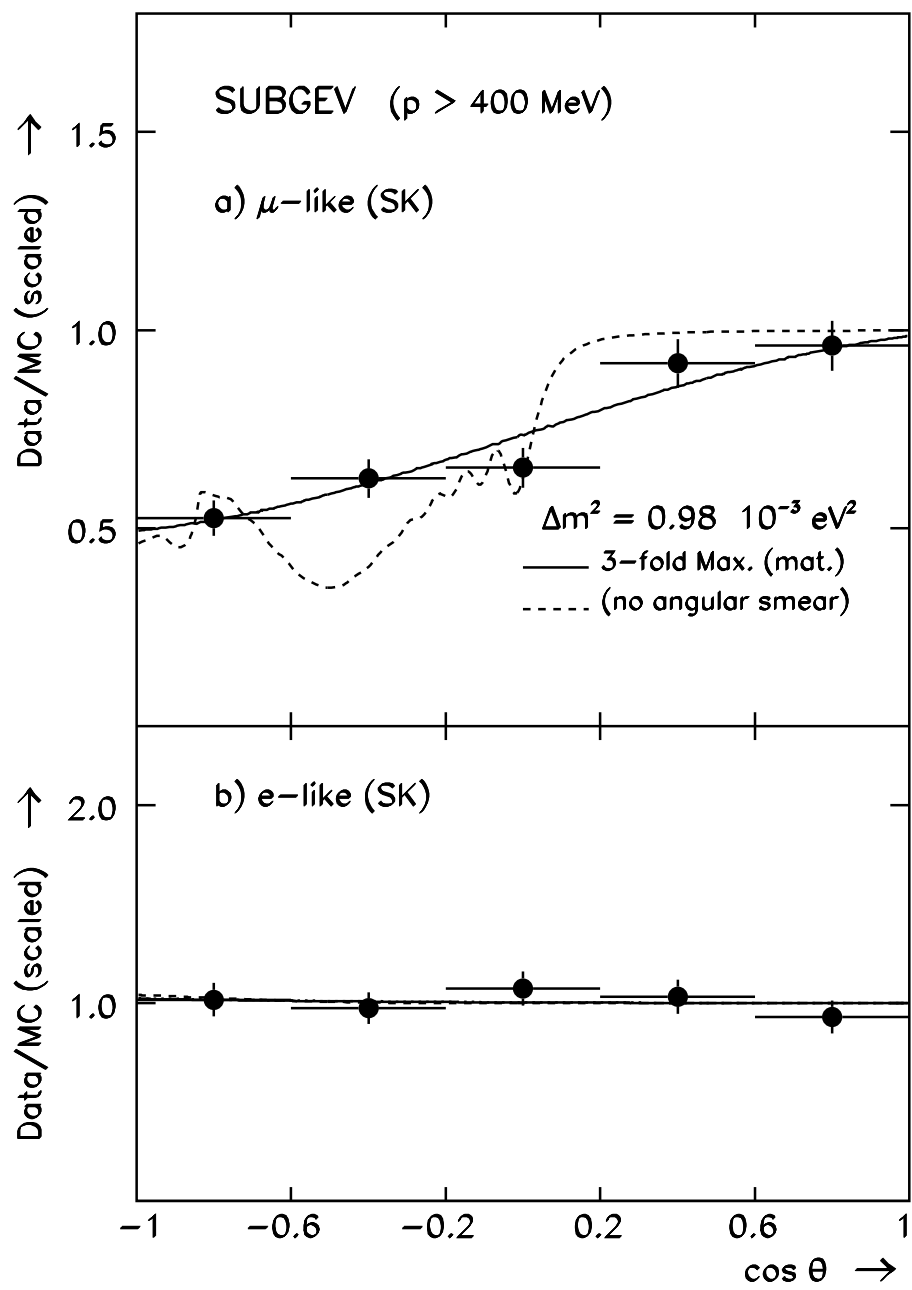 SUBGEV (p > 400 MeV)
1.5
a) μ−like (SK)
Data/MC (scaled) →
1.0
0.5
Δm² = 0.98 10⁻³ eV²
3−fold Max. (mat.)
(no angular smear)
b) e−like (SK)
2.0
Data/MC (scaled) →
1.0
−1 −0.6 −0.2 0.2 0.6 1
cos θ →